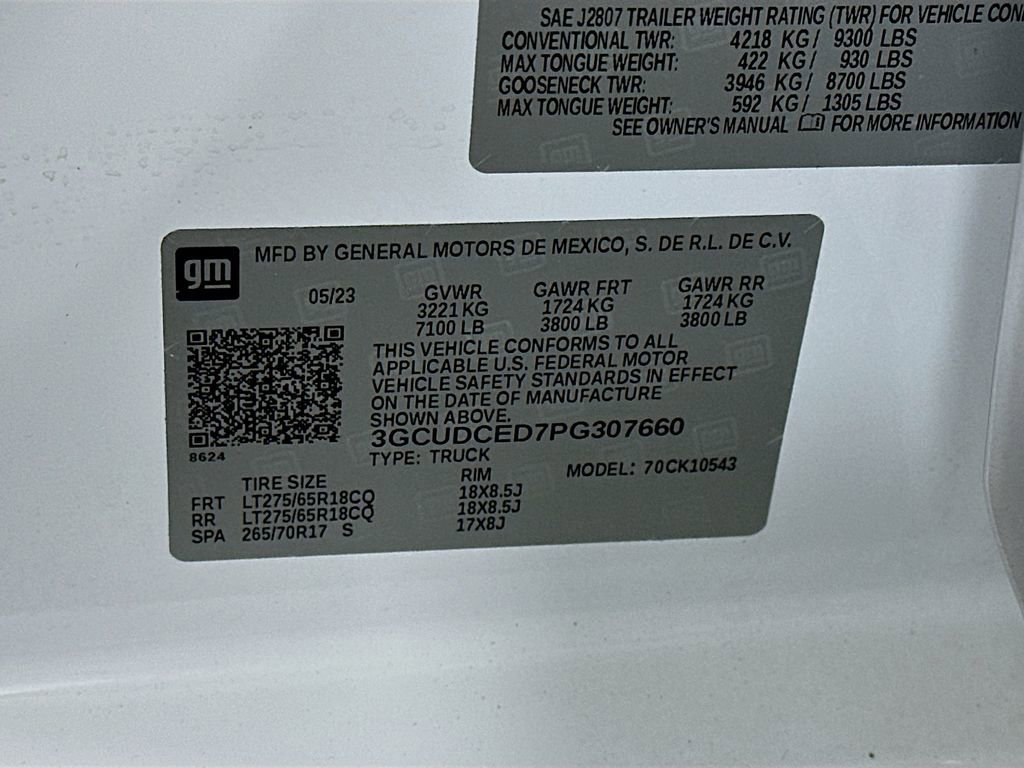 SAE J2807 TRAILER WEIGHT RATING (TWR) FOR VEHICLE
CONVENTIONAL TWR: 4218 KG/ 9300 LBS
MAX TONGUE WEIGHT: 422 KG/ 930 LBS
GOOSENECK TWR: 3946 KG/ 8700 LBS
MAX TONGUE WEIGHT: 592 KG/ 1305 LBS
SEE OWNER'S MANUAL FOR MORE INFORMATION
gm
MFD BY GENERAL MOTORS DE MEXICO, S. DE R.L. DE C.V.
05/23 GVWR GAWR FRT GAWR RR
3221 KG 1724 KG 1724 KG
7100 LB 3800 LB 3800 LB
THIS VEHICLE CONFORMS TO ALL
APPLICABLE U.S. FEDERAL MOTOR
VEHICLE SAFETY STANDARDS IN EFFECT
ON THE DATE OF MANUFACTURE
SHOWN ABOVE.
3GCUDCED7PG307660
8624
TYPE: TRUCK MODEL: 70CK10543
TIRE SIZE RIM
FRT LT275/65R18CQ 18X8.5J
RR LT275/65R18CQ 18X8.5J
SPA 265/70R17 S 17X8J